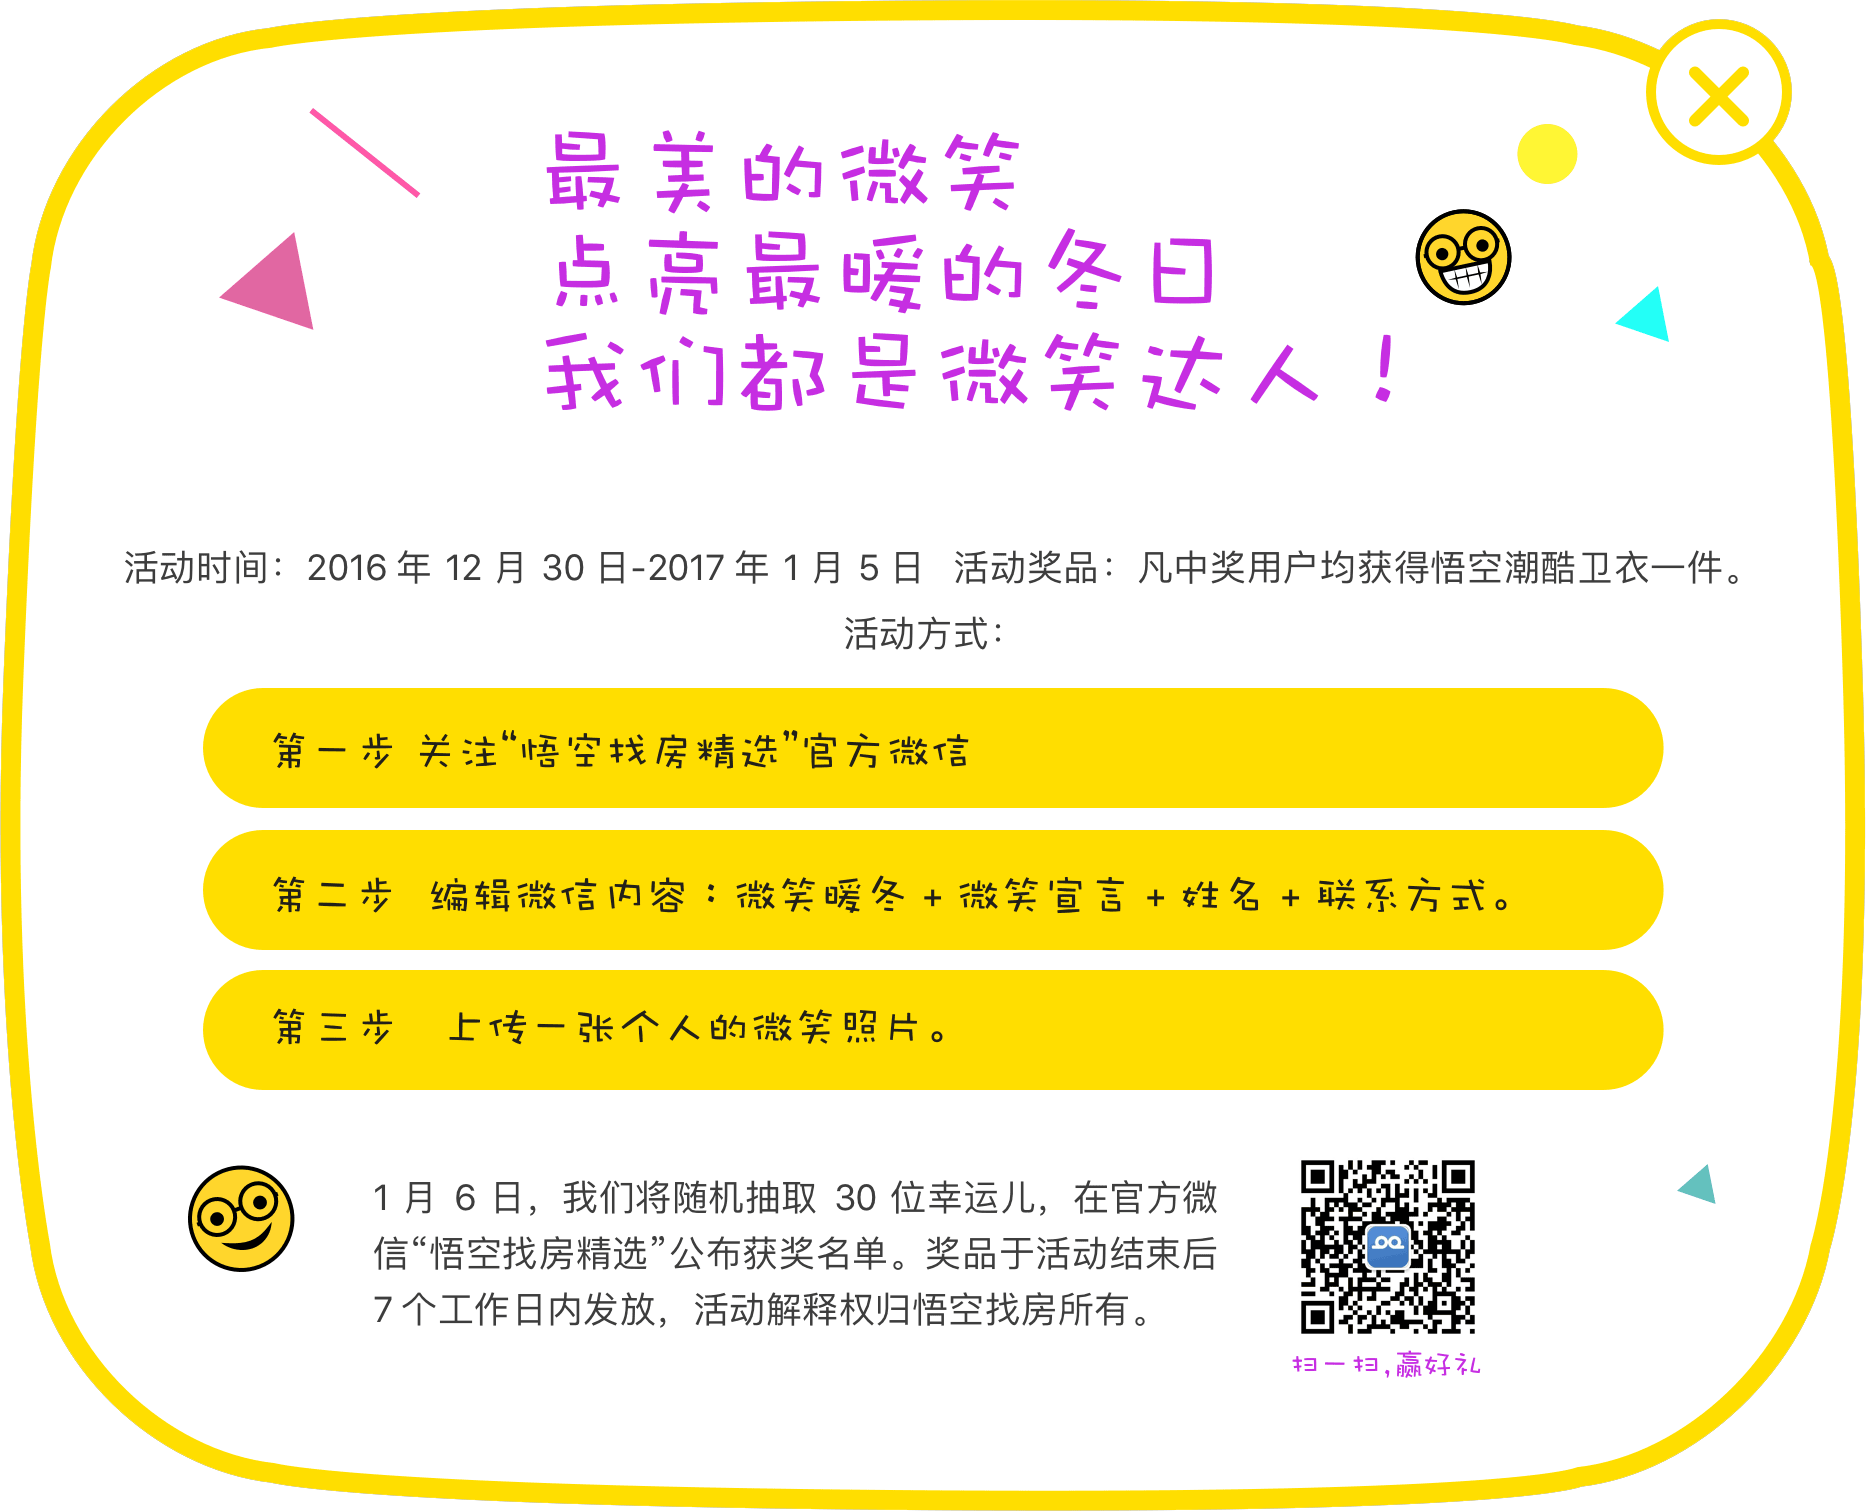 最美的微笑
点亮最暖的冬日
我们都是微笑达人！
活动时间：2016 年 12 月 30 日-2017 年 1 月 5 日 活动奖品：凡中奖用户均获得悟空潮酷卫衣一件。
活动方式：
第一步 关注“悟空找房精选”官方微信
第二步 编辑微信内容：微笑暖冬+微笑宣言+姓名+联系方式。
第三步 上传一张个人的微笑照片。
1 月 6 日，我们将随机抽取 30 位幸运儿，在官方微
信“悟空找房精选”公布获奖名单。奖品于活动结束后
7 个工作日内发放，活动解释权归悟空找房所有。
扫一扫,赢好礼